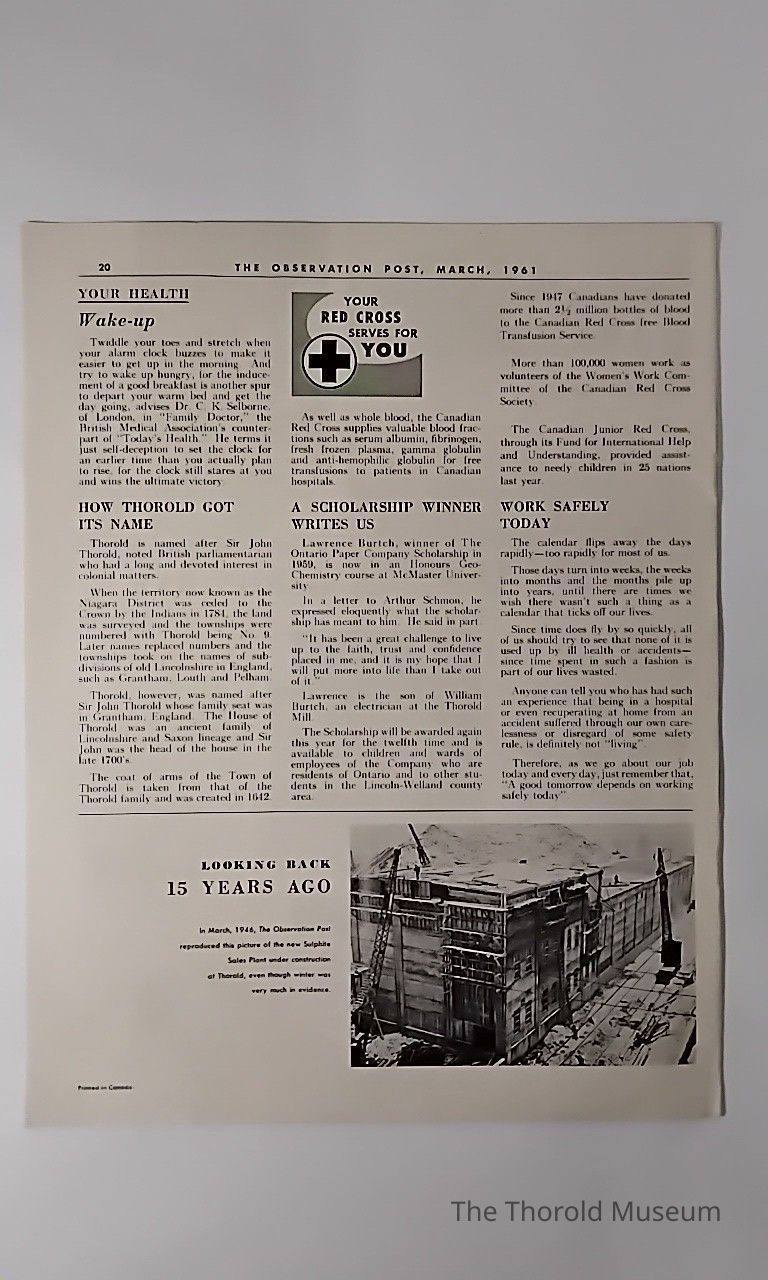 20
THE OBSERVATION POST, MARCH, 1961
YOUR HEALTH
Wake-up
Twiddle your toes and stretch when
your alarm clock buzzes to make it
easier to get up in the morning. And
try to wake up hungry, for the induce-
ment of a good breakfast is another spur
to depart your warm bed and get the
day going, advises Dr. C. K. Selborne,
of London, in "Family Doctor," the
British Medical Association's counter-
part of "Today's Health." He terms it
just self-deception to set the clock for
an earlier time than you actually plan
to rise, for the clock still stares at you
and wins the ultimate victory.
HOW THOROLD GOT
ITS NAME
Thorold is named after Sir John
Thorold, noted British parliamentarian
who had a long and devoted interest in
colonial matters.
When the territory now known as the
Niagara District was ceded to the
Crown by the Indians in 1784, the land
was surveyed and the townships were
numbered with Thorold being No. 9.
Later names replaced numbers and the
townships took on the names of sub-
divisions of old Lincolnshire in England,
such as Grantham, Louth and Pelham.
Thorold, however, was named after
Sir John Thorold whose family seat was
in Grantham, England. The House of
Thorold was an ancient family of
Lincolnshire and Saxon lineage and Sir
John was the head of the house in the
late 1700's.
The coat of arms of the Town of
Thorold is taken from that of the
Thorold family and was created in 1642.
YOUR
RED CROSS
SERVES FOR
YOU
As well as whole blood, the Canadian
Red Cross supplies valuable blood frac-
tions such as serum albumin, fibrinogen,
fresh frozen plasma, gamma globulin
and anti-hemophilic globulin for free
transfusions to patients in Canadian
hospitals.
A SCHOLARSHIP WINNER
WRITES US
Lawrence Burtch, winner of The
Ontario Paper Company Scholarship in
1959, is now in an Honours Geo-
Chemistry course at McMaster Univer-
sity.
In a letter to Arthur Schmon, he
expressed eloquently what the scholar-
ship has meant to him. He said in part:
"It has been a great challenge to live
up to the faith, trust and confidence
placed in me, and it is my hope that I
will put more into life than I take out
of it."
Lawrence is the son of William
Burtch, an electrician at the Thorold
Mill.
The Scholarship will be awarded again
this year for the twelfth time and is
available to children and wards of
employees of the Company who are
residents of Ontario and to other stu-
dents in the Lincoln-Welland county
area.
Since 1947 Canadians have donated
more than 2½ million bottles of blood
to the Canadian Red Cross free Blood
Transfusion Service.
More than 100,000 women work as
volunteers of the Women's Work Com-
mittee of the Canadian Red Cross
Society.
The Canadian Junior Red Cross,
through its Fund for International Help
and Understanding, provided assist-
ance to needy children in 25 nations
last year.
WORK SAFELY
TODAY
The calendar flips away the days
rapidly—too rapidly for most of us.
Those days turn into weeks, the weeks
into months and the months pile up
into years, until there are times we
wish there wasn't such a thing as a
calendar that ticks off our lives.
Since time does fly by so quickly, all
of us should try to see that none of it is
used up by ill health or accidents—
since time spent in such a fashion is
part of our lives wasted.
Anyone can tell you who has had such
an experience that being in a hospital
or even recuperating at home from an
accident suffered through our own care-
lessness or disregard of some safety
rule, is definitely not "living".
Therefore, as we go about our job
today and every day, just remember that,
"A good tomorrow depends on working
safely today".
LOOKING BACK
15 YEARS AGO
In March, 1946, The Observation Post
reproduced this picture of the new Sulphite
Sales Plant under construction
at Thorold, even though winter was
very much in evidence.
Printed in Canada
The Thorold Museum